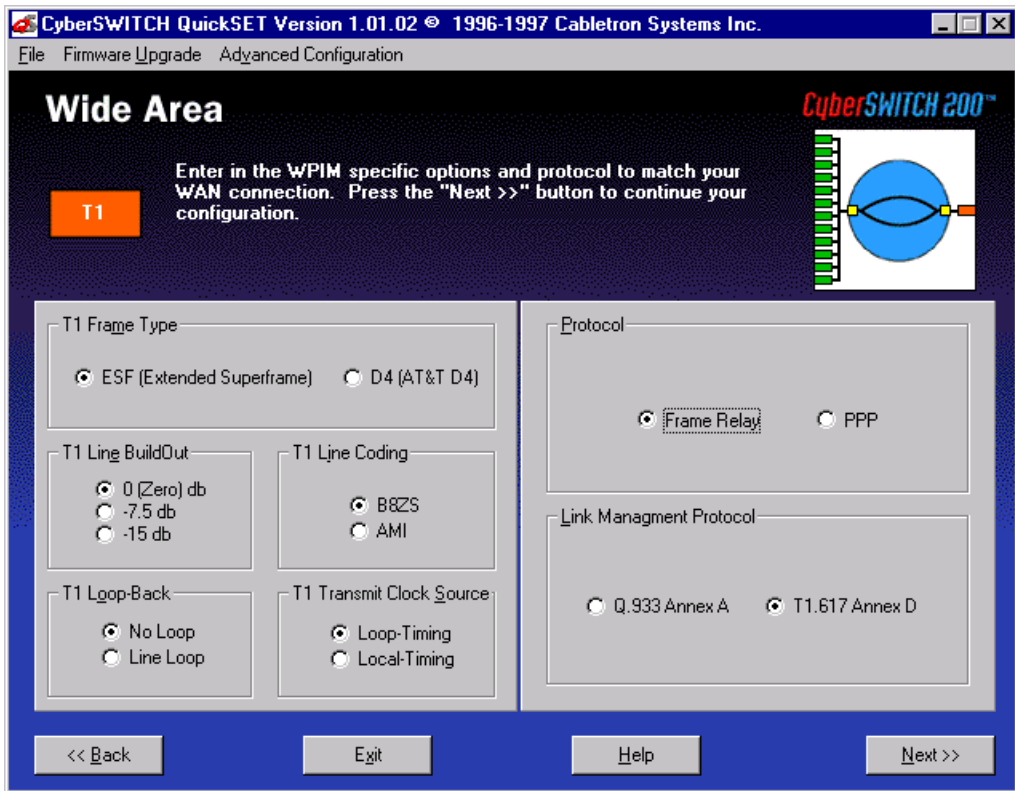 CyberSWITCH QuickSET Version 1.01.02 © 1996-1997 Cabletron Systems Inc.
File Firmware Upgrade Advanced Configuration
Wide Area
CyberSWITCH 200™
Enter in the WPIM specific options and protocol to match your
WAN connection. Press the "Next >>" button to continue your
configuration.
T1
T1 Frame Type
ESF (Extended Superframe) D4 (AT&T D4)
T1 Line BuildOut
0 (Zero) db
-7.5 db
-15 db
T1 Line Coding
B8ZS
AMI
T1 Loop-Back
No Loop
Line Loop
T1 Transmit Clock Source
Loop-Timing
Local-Timing
Protocol
Frame Relay PPP
Link Managment Protocol
Q.933 Annex A T1.617 Annex D
<< Back Exit Help Next >>